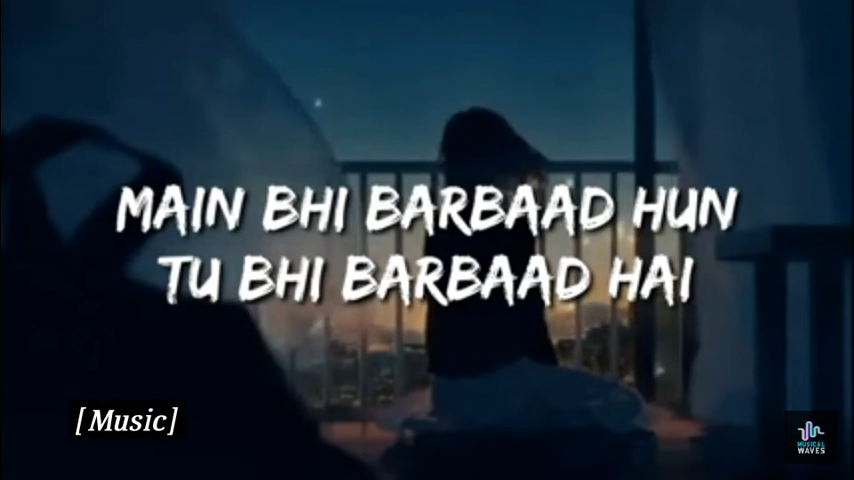 MAIN BHI BARBAAD HUN
TU BHI BARBAAD HAI
[Music]
MUSICAL
WAVES